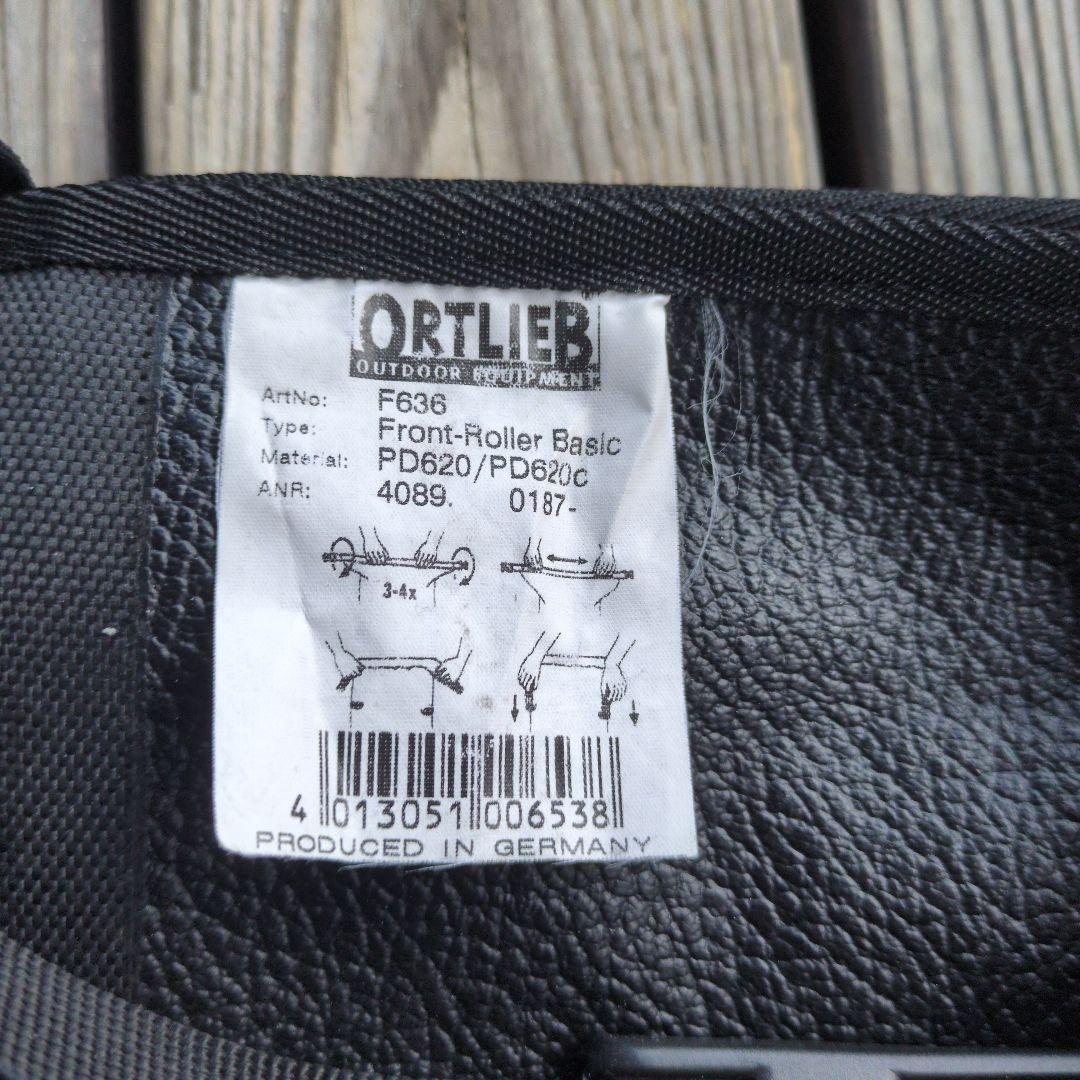 ORTLIEB®
OUTDOOR EQUIPMENT
ArtNo: F636
Type: Front-Roller Basic
Material: PD620/PD620c
ANR: 4089. 0187-
3-4x
4 013051 006538
PRODUCED IN GERMANY